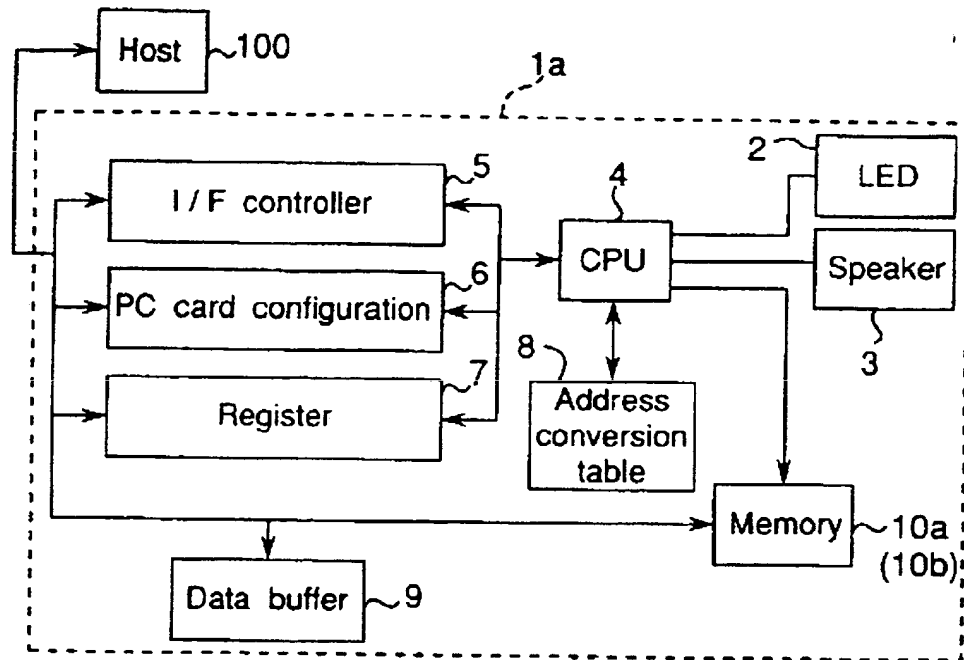 Host
100
1a
I/F controller
5
2
LED
4
CPU
PC card configuration
6
Speaker
3
Register
7
8
Address
conversion
table
Memory
10a
(10b)
Data buffer
9